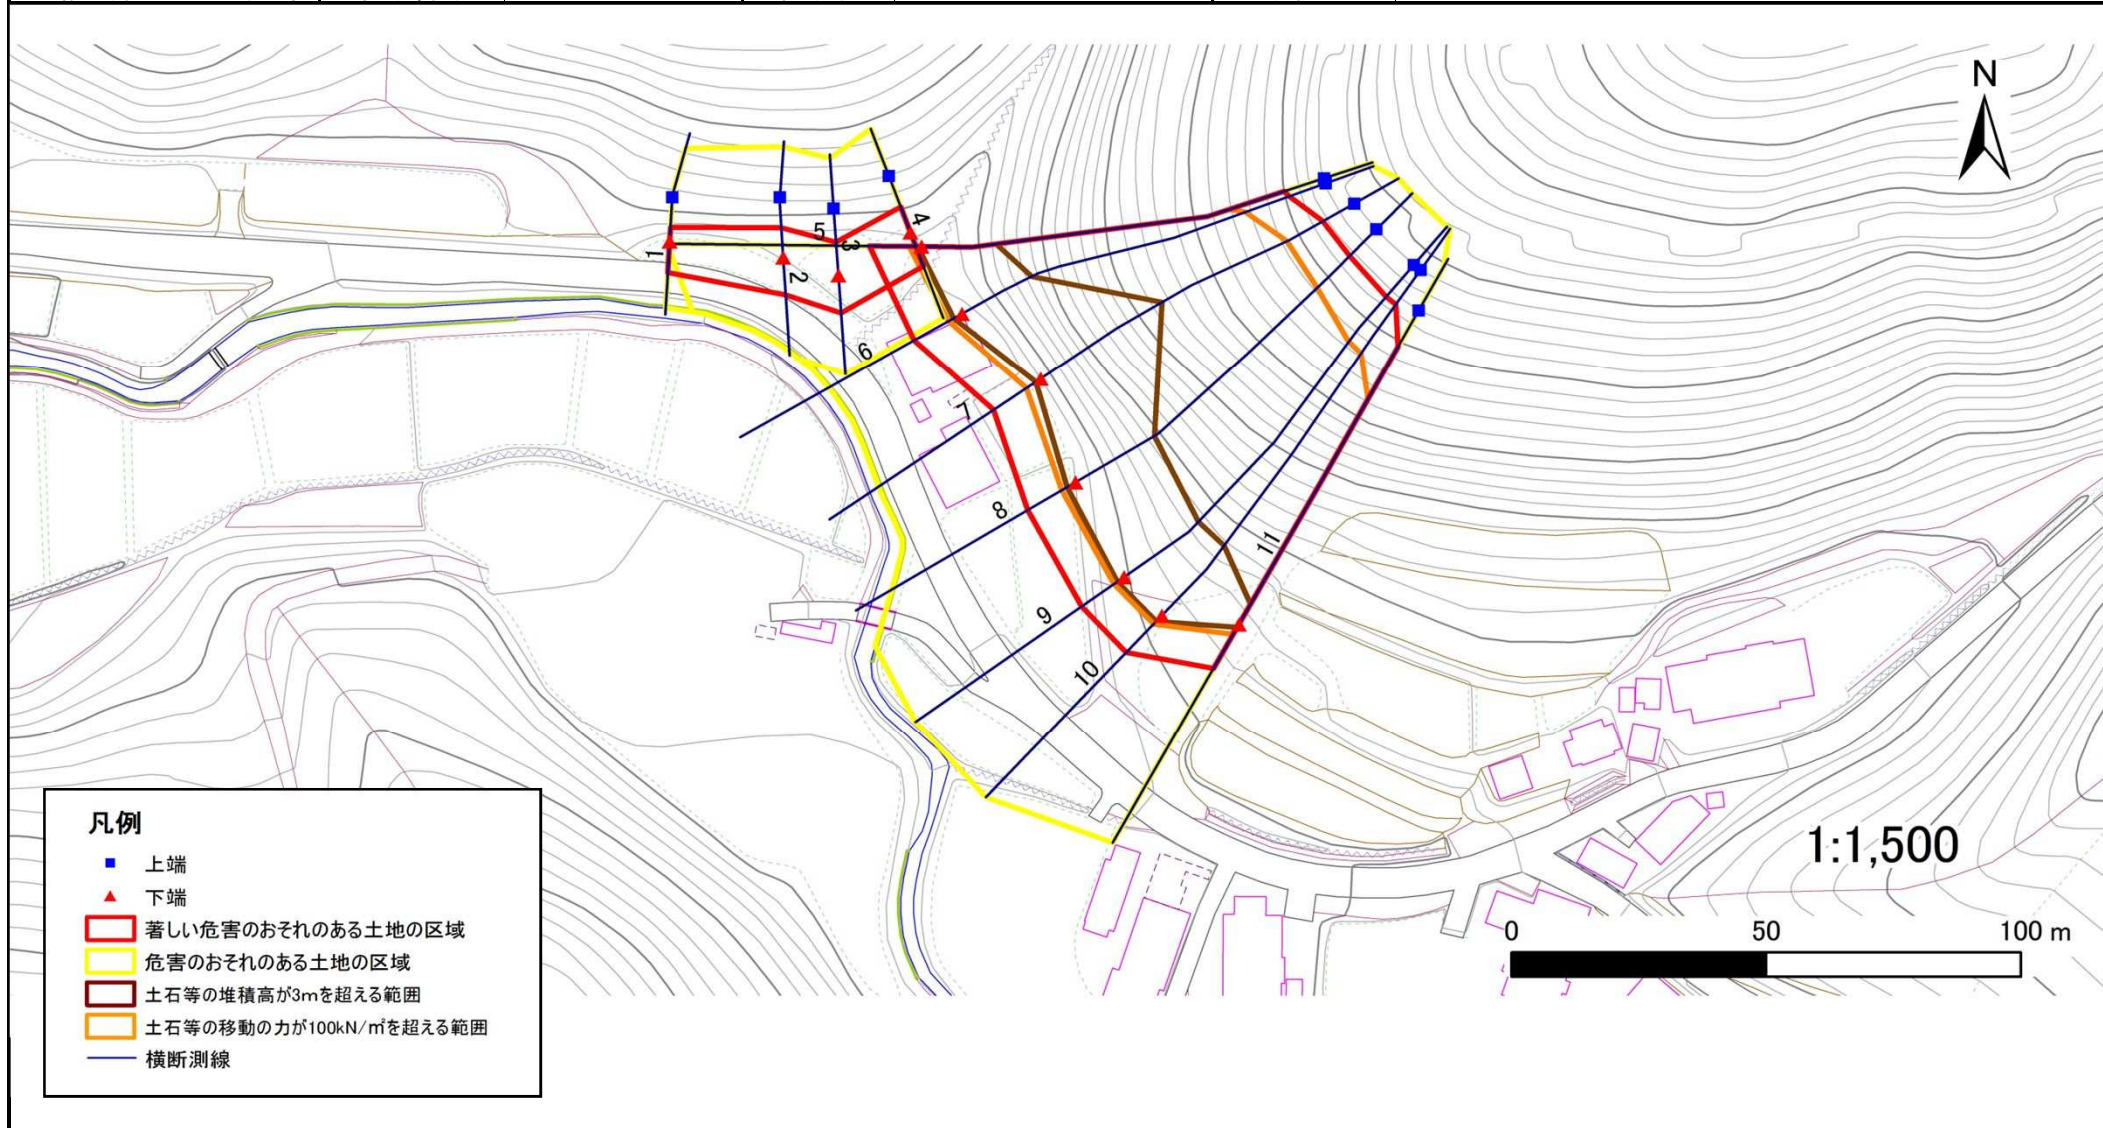 N
1
2
3
4
5
6
7
8
9
10
11
凡例
上端
下端
著しい危害のおそれのある土地の区域
危害のおそれのある土地の区域
土石等の堆積高が3mを超える範囲
土石等の移動の力が100kN/㎡を超える範囲
横断測線
1:1,500
0 50 100 m